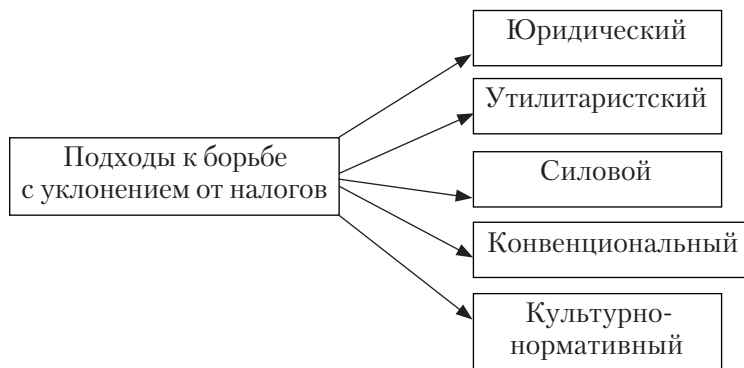 Подходы к борьбе
с уклонением от налогов
Юридический
Утилитаристский
Силовой
Конвенциональный
Культурно-
нормативный